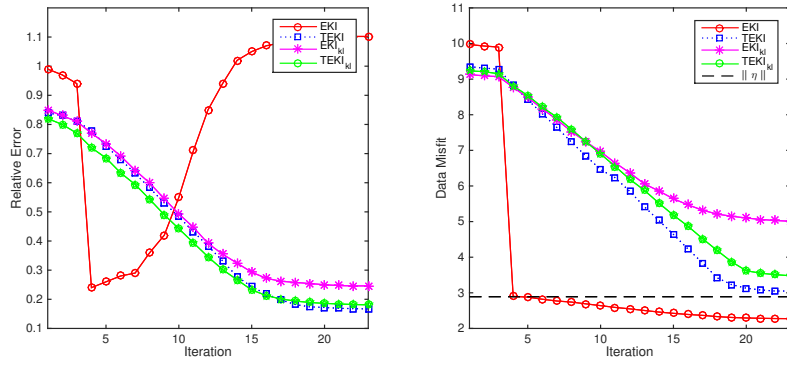 EKI
TEKI
EKI_kl
TEKI_kl
1.1
1
0.9
0.8
0.7
0.6
0.5
0.4
0.3
0.2
0.1
5
10
15
20
Relative Error
Iteration
EKI
TEKI
EKI_kl
TEKI_kl
|| η ||
11
10
9
8
7
6
5
4
3
2
5
10
15
20
Data Misfit
Iteration